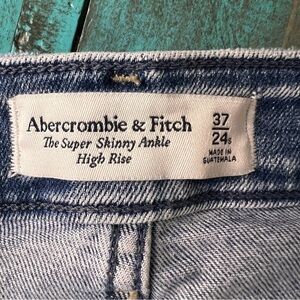 Abercrombie & Fitch
The Super Skinny Ankle
High Rise
37
24s
MADE IN
GUATEMALA